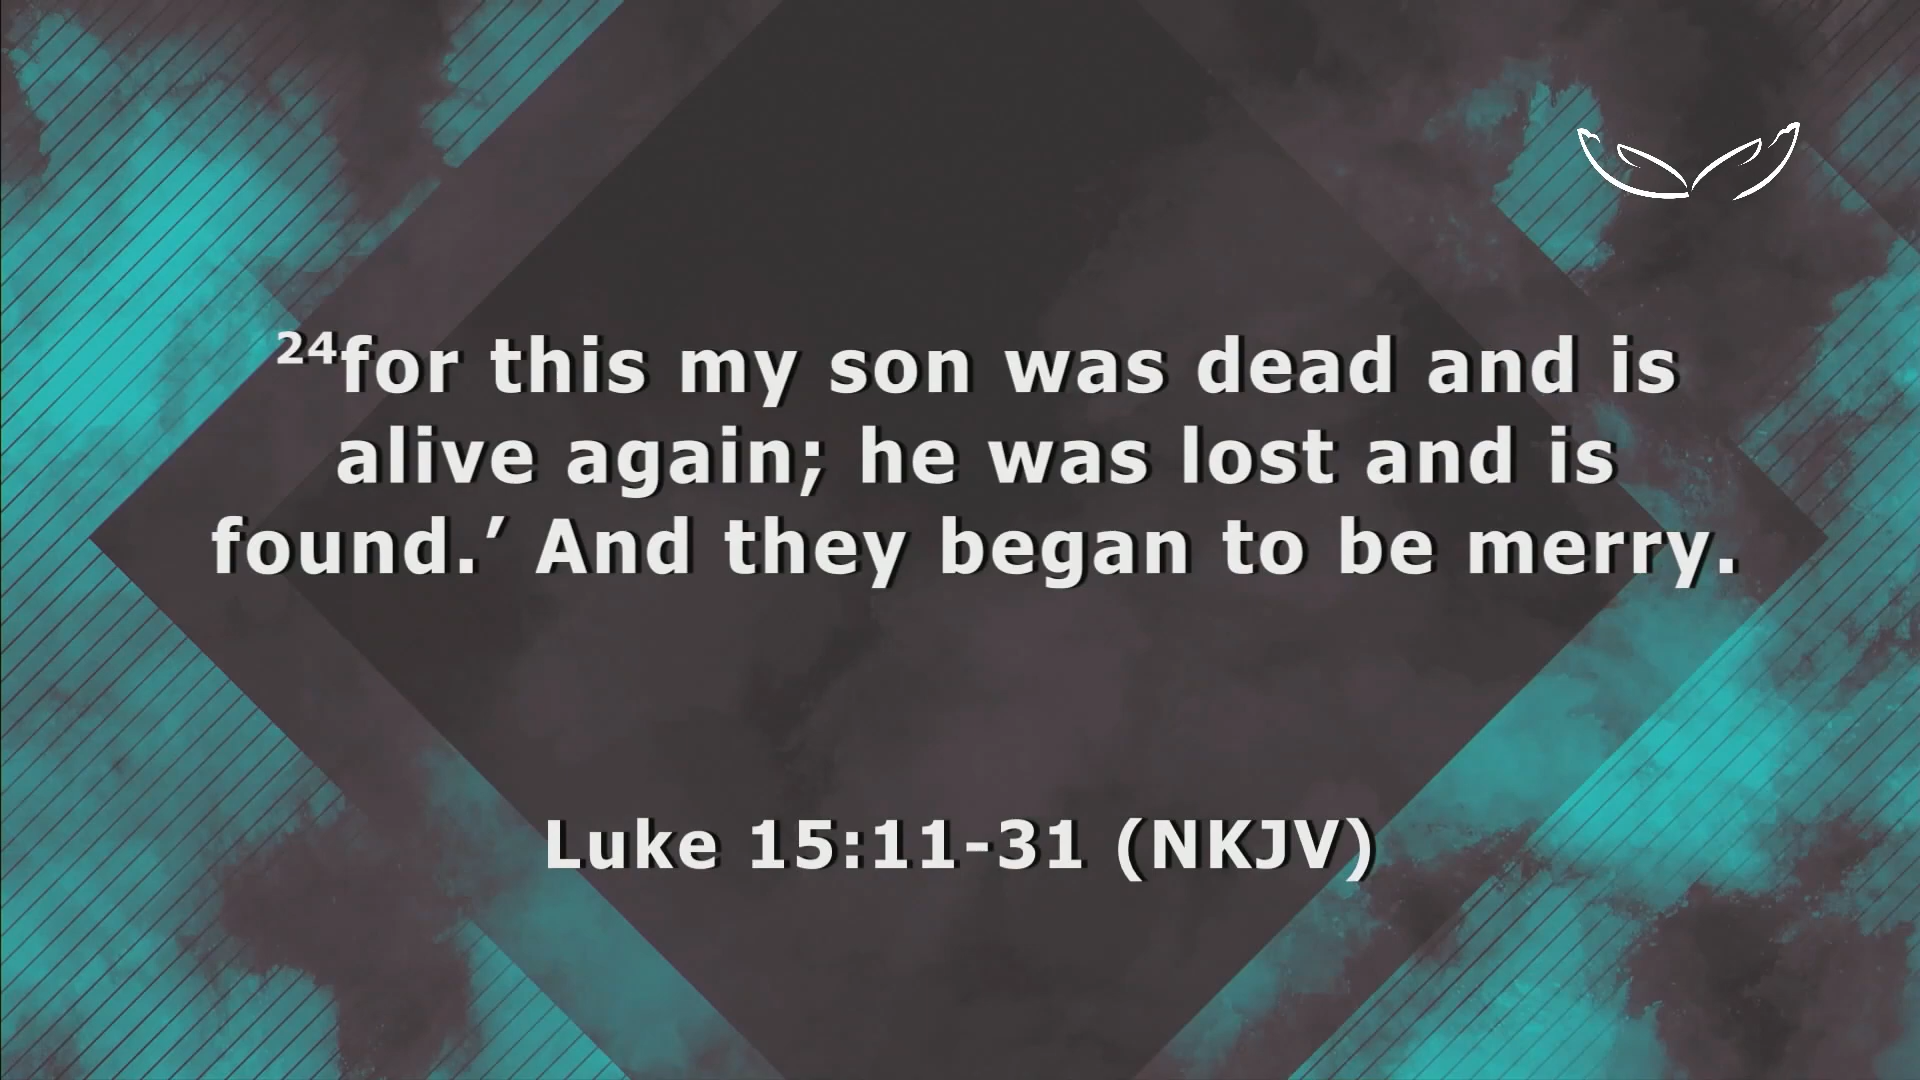 24for this my son was dead and is
alive again; he was lost and is
found.’ And they began to be merry.
Luke 15:11-31 (NKJV)